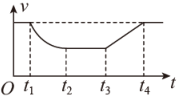 v
O t₁ t₂ t₃ t₄ t